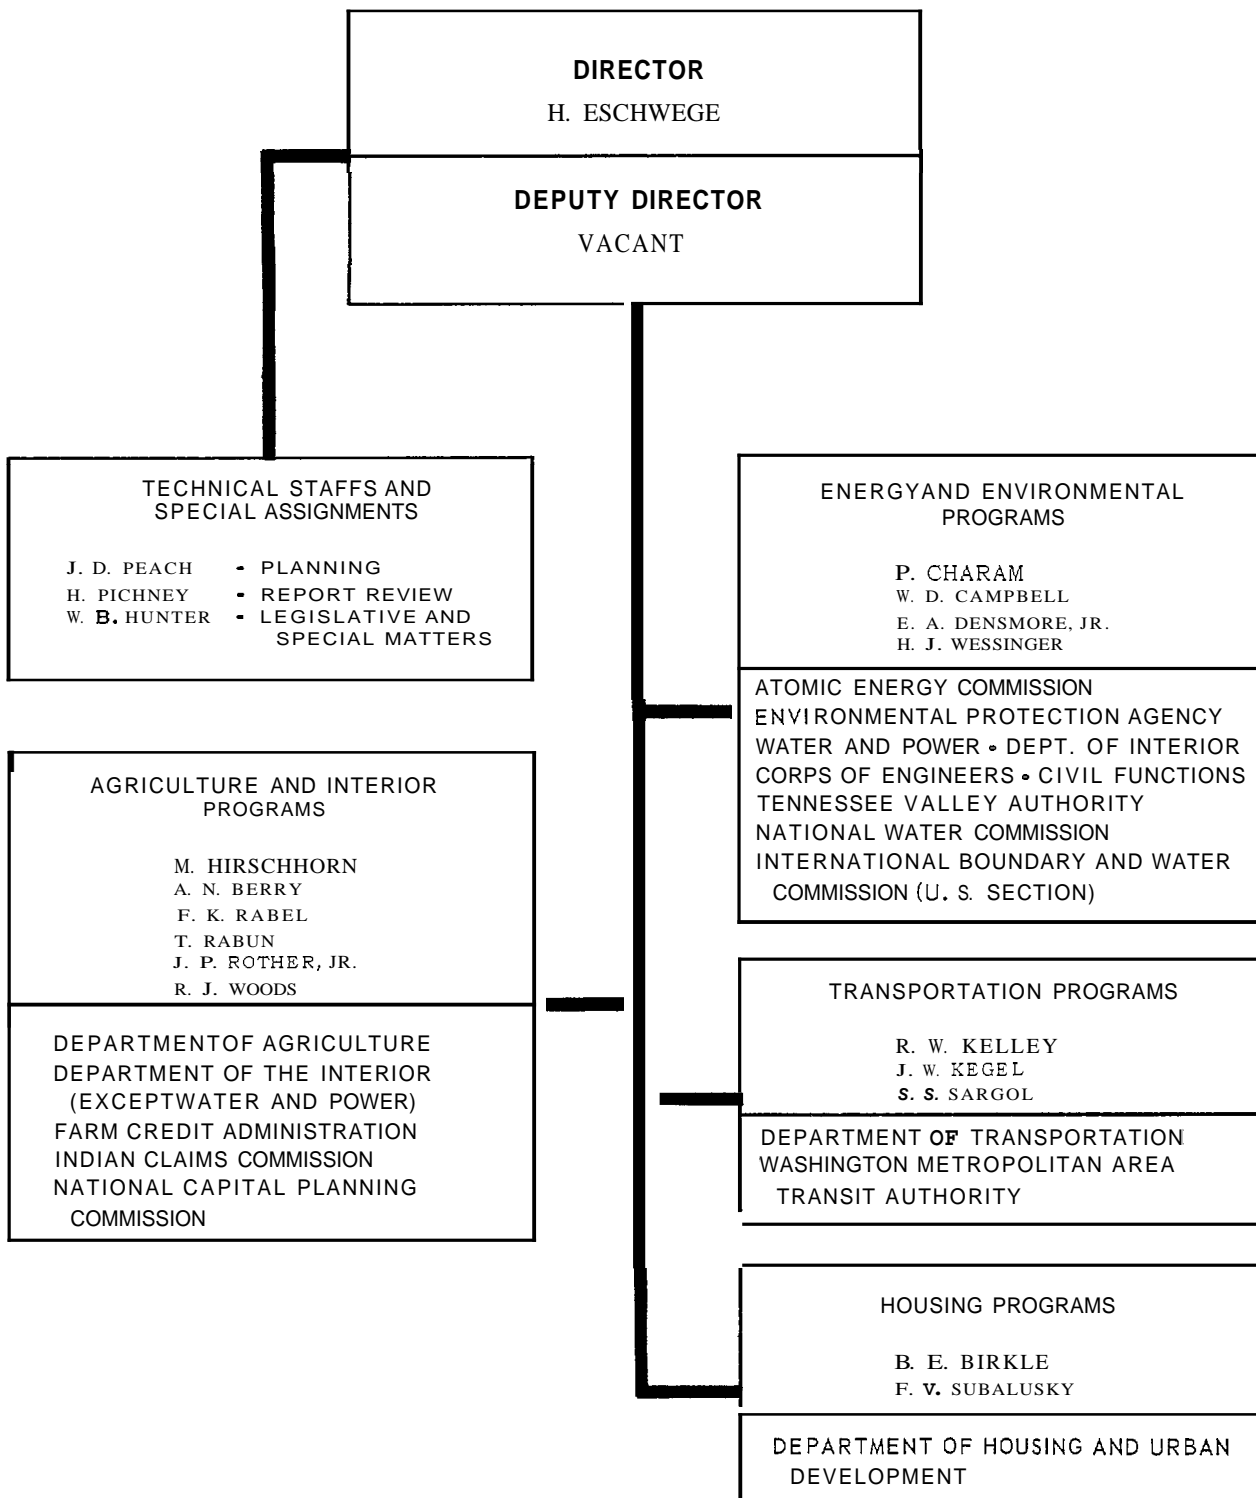 DIRECTOR
H. ESCHWEGE
DEPUTY DIRECTOR
VACANT
TECHNICAL STAFFS AND
SPECIAL ASSIGNMENTS
J. D. PEACH - PLANNING
H. PICHNEY - REPORT REVIEW
W. B. HUNTER - LEGISLATIVE AND
SPECIAL MATTERS
AGRICULTURE AND INTERIOR
PROGRAMS
M. HIRSCHHORN
A. N. BERRY
F. K. RABEL
T. RABUN
J. P. ROTHER, JR.
R. J. WOODS
DEPARTMENTOF AGRICULTURE
DEPARTMENT OF THE INTERIOR
(EXCEPTWATER AND POWER)
FARM CREDIT ADMINISTRATION
INDIAN CLAIMS COMMISSION
NATIONAL CAPITAL PLANNING
COMMISSION
ENERGYAND ENVIRONMENTAL
PROGRAMS
P. CHARAM
W. D. CAMPBELL
E. A. DENSMORE, JR.
H. J. WESSINGER
ATOMIC ENERGY COMMISSION
ENVIRONMENTAL PROTECTION AGENCY
WATER AND POWER • DEPT. OF INTERIOR
CORPS OF ENGINEERS • CIVIL FUNCTIONS
TENNESSEE VALLEY AUTHORITY
NATIONAL WATER COMMISSION
INTERNATIONAL BOUNDARY AND WATER
COMMISSION (U. S. SECTION)
TRANSPORTATION PROGRAMS
R. W. KELLEY
J. W. KEGEL
S. S. SARGOL
DEPARTMENT OF TRANSPORTATION
WASHINGTON METROPOLITAN AREA
TRANSIT AUTHORITY
HOUSING PROGRAMS
B. E. BIRKLE
F. V. SUBALUSKY
DEPARTMENT OF HOUSING AND URBAN
DEVELOPMENT